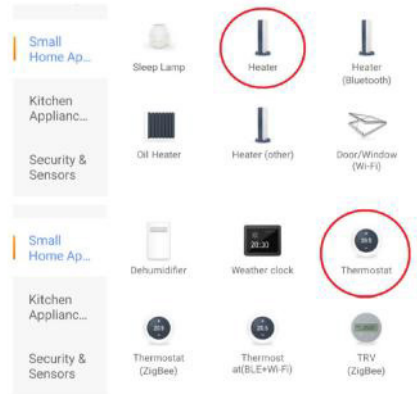 Small
Home Ap...
Kitchen
Applianc...
Security &
Sensors
Sleep Lamp
Heater
Heater
(Bluetooth)
Oil Heater
Heater (other)
Door/Window
(Wi-Fi)
Small
Home Ap...
Kitchen
Applianc...
Security &
Sensors
Dehumidifier
20:30
Weather clock
Thermostat
Thermostat
(ZigBee)
Thermost
at(BLE+Wi-Fi)
TRV
(ZigBee)